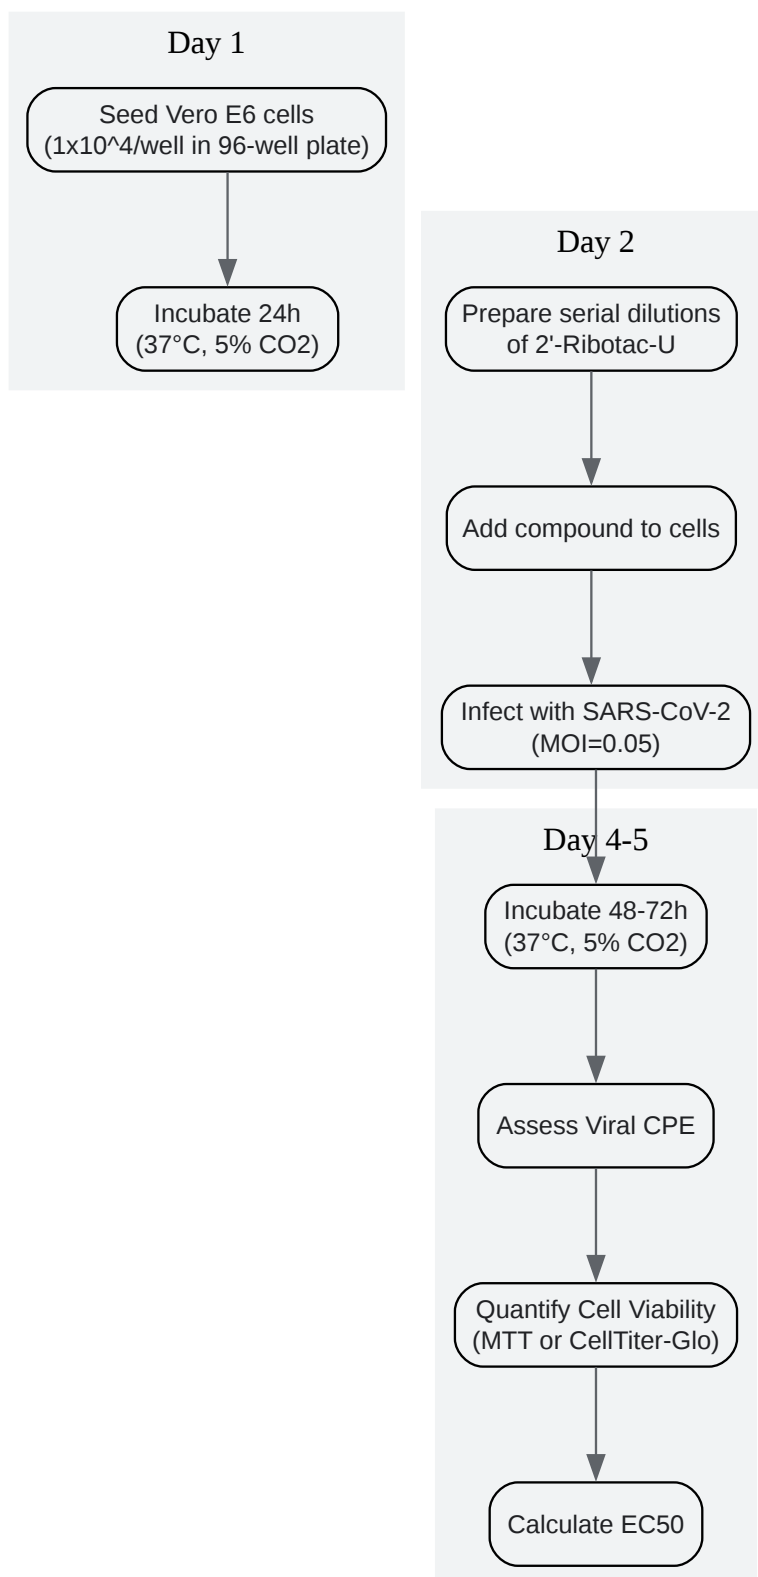 Day 1
Seed Vero E6 cells
(1x10^4/well in 96-well plate)
Incubate 24h
(37°C, 5% CO2)
Day 2
Prepare serial dilutions
of 2'-Ribotac-U
Add compound to cells
Infect with SARS-CoV-2
(MOI=0.05)
Day 4-5
Incubate 48-72h
(37°C, 5% CO2)
Assess Viral CPE
Quantify Cell Viability
(MTT or CellTiter-Glo)
Calculate EC50